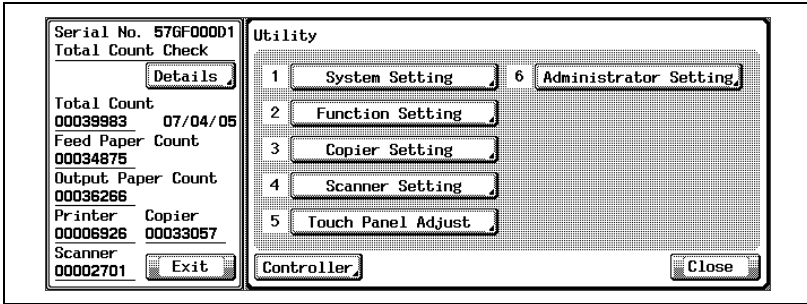 Serial No. 576F000D1
Total Count Check
Details
Total Count
00039983 07/04/05
Feed Paper Count
00034875
Output Paper Count
00036266
Printer Copier
00006926 00033057
Scanner
00002701 Exit
Utility
1 System Setting
2 Function Setting
3 Copier Setting
4 Scanner Setting
5 Touch Panel Adjust
6 Administrator Setting
Controller
Close